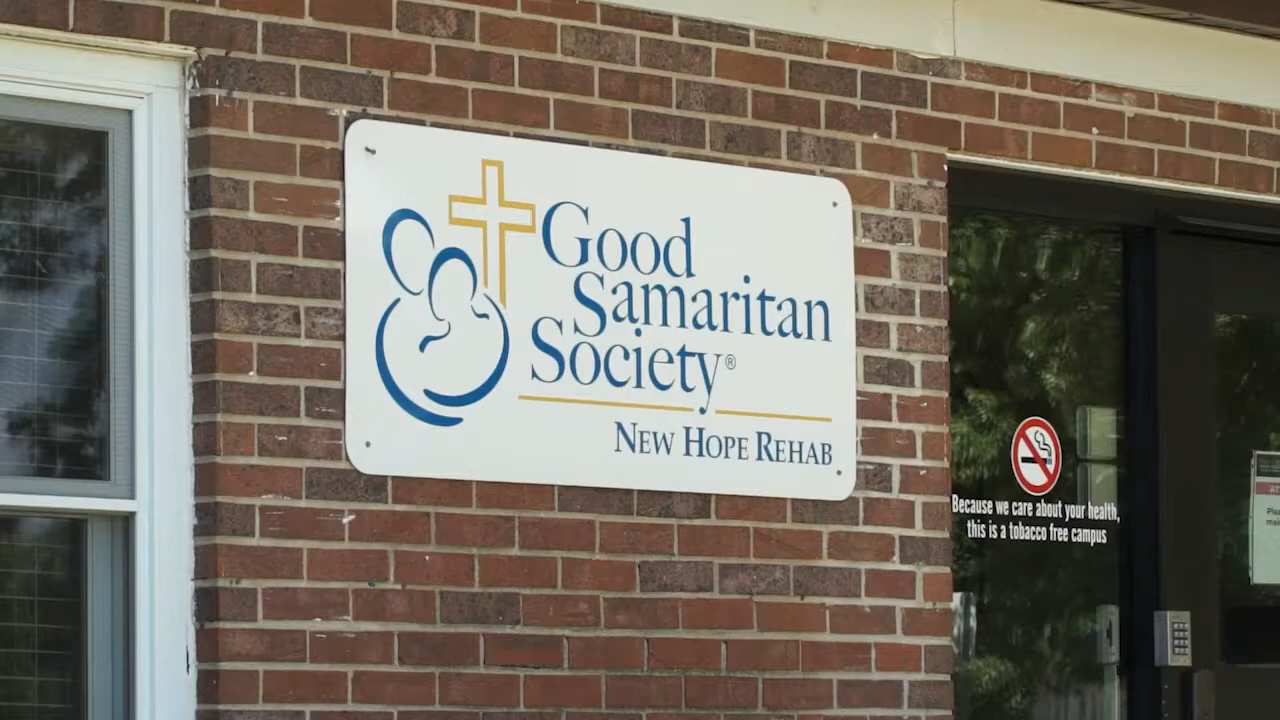 Good
Samaritan
Society®
New Hope Rehab
Because we care about your health,
this is a tobacco free campus